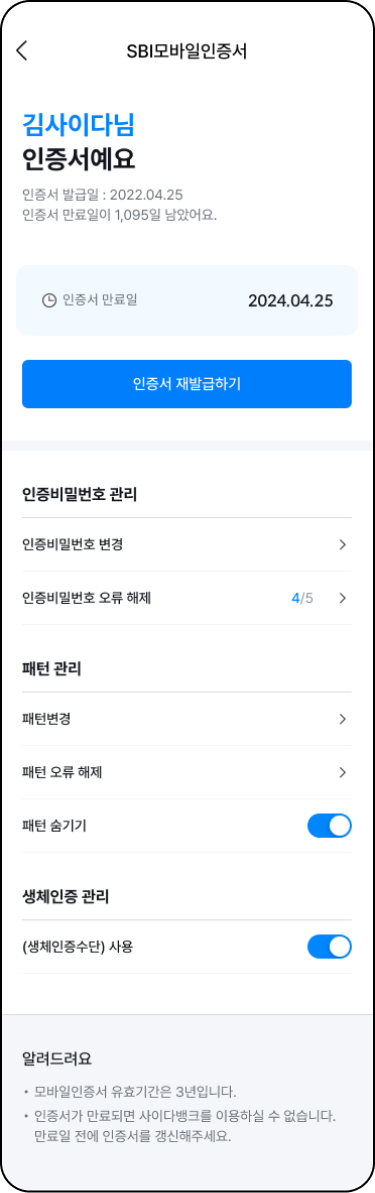 SBI모바일인증서
김사이다님
인증서예요
인증서 발급일 : 2022.04.25
인증서 만료일이 1,095일 남았어요.
인증서 만료일 2024.04.25
인증서 재발급하기
인증비밀번호 관리
인증비밀번호 변경
인증비밀번호 오류 해제 4/5
패턴 관리
패턴변경
패턴 오류 해제
패턴 숨기기
생체인증 관리
(생체인증수단) 사용
알려드려요
• 모바일인증서 유효기간은 3년입니다.
• 인증서가 만료되면 사이다뱅크를 이용하실 수 없습니다.
만료일 전에 인증서를 갱신해주세요.